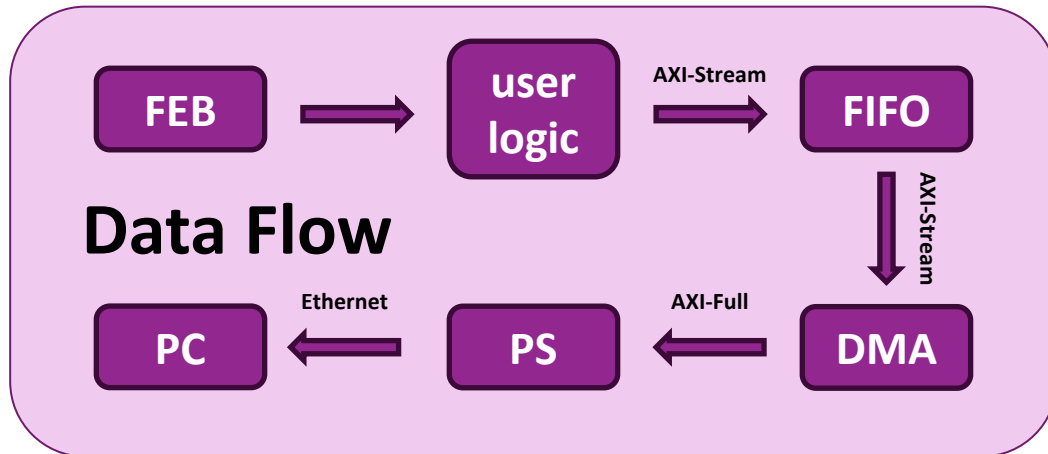 FEB
user
logic
AXI-Stream
FIFO
AXI-Stream
Data Flow
Ethernet
AXI-Full
PC
PS
DMA